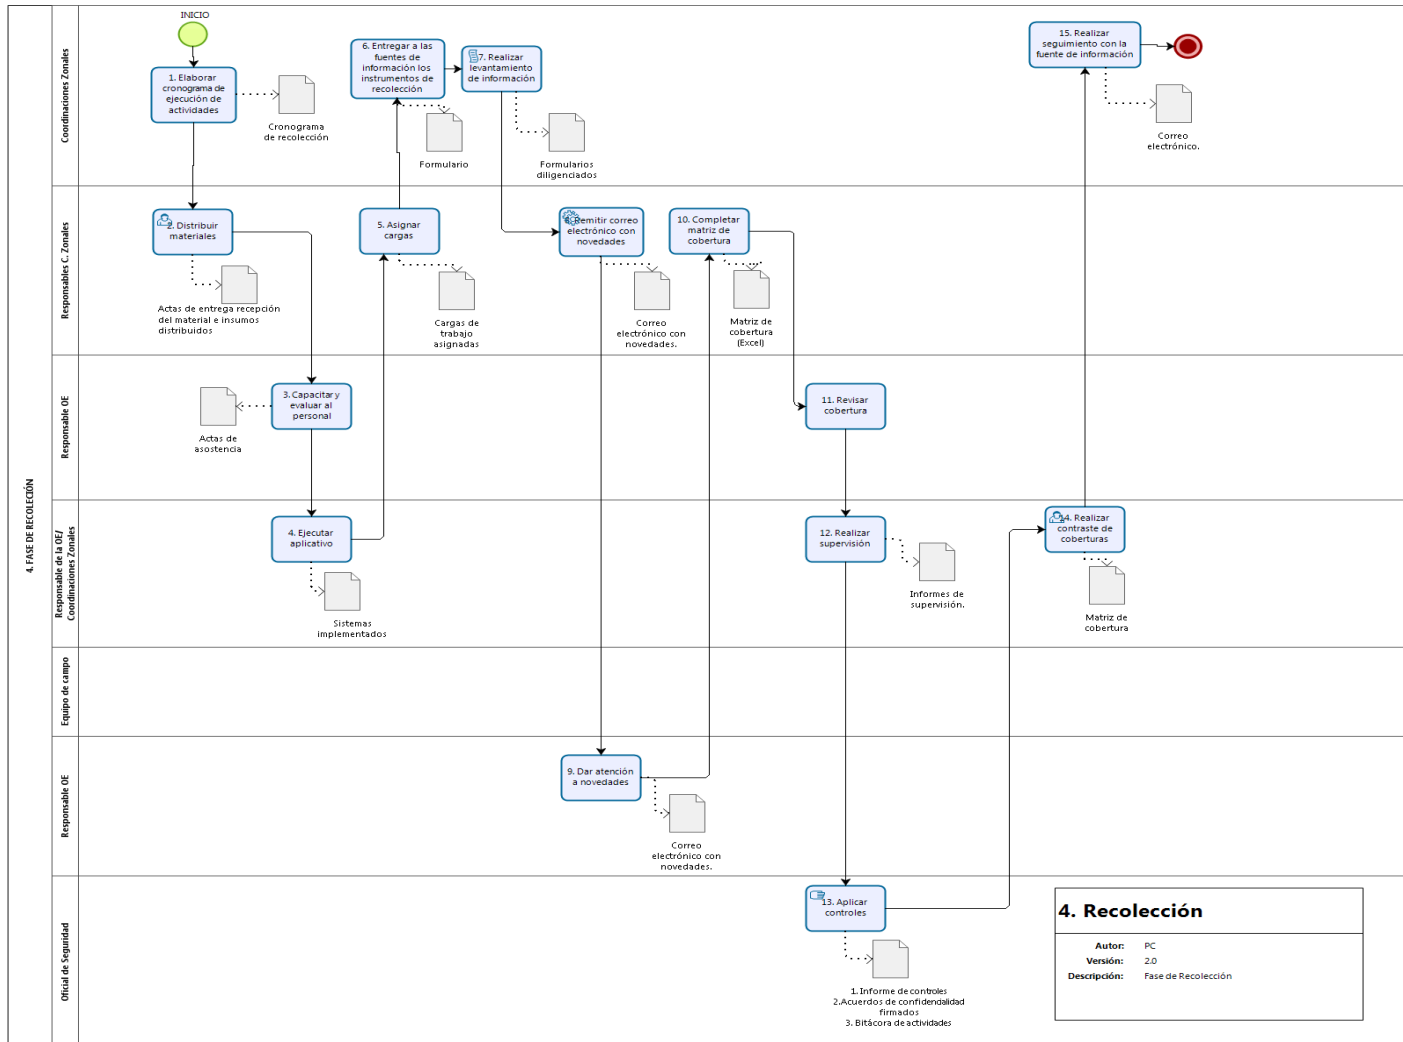 4. FASE DE RECOLECIÓN
Coordinaciones Zonales
INICIO
1. Elaborar
cronograma de
ejecución de
actividades
Cronograma
de recolección
6. Entregar a las
fuentes de
información los
instrumentos de
recolección
Formulario
7. Realizar
levantamiento
de información
Formularios
diligenciados
15. Realizar
seguimiento con la
fuente de información
Correo
electrónico.
Responsables C. Zonales
2. Distribuir
materiales
Actas de entrega recepción
del material e insumos
distribuidos
5. Asignar
cargas
Cargas de
trabajo
asignadas
8. Remitir correo
electrónico con
novedades
Correo
electrónico con
novedades.
10. Completar
matriz de
cobertura
Matriz de
cobertura
(Excel)
Responsable OE
3. Capacitar y
evaluar al
personal
Actas de
asostencia
11. Revisar
cobertura
Responsable de la OE/
Coordinaciones Zonales
4. Ejecutar
aplicativo
Sistemas
implementados
12. Realizar
supervisión
Informes de
supervisión.
14. Realizar
contraste de
coberturas
Matriz de
cobertura
Equipo de campo
Responsable OE
9. Dar atención
a novedades
Correo
electrónico con
novedades.
Oficial de Seguridad
13. Aplicar
controles
1. Informe de controles
2.Acuerdos de confidencialidad
firmados
3. Bitácora de actividades
4. Recolección
Autor: PC
Versión: 2.0
Descripción: Fase de Recolección